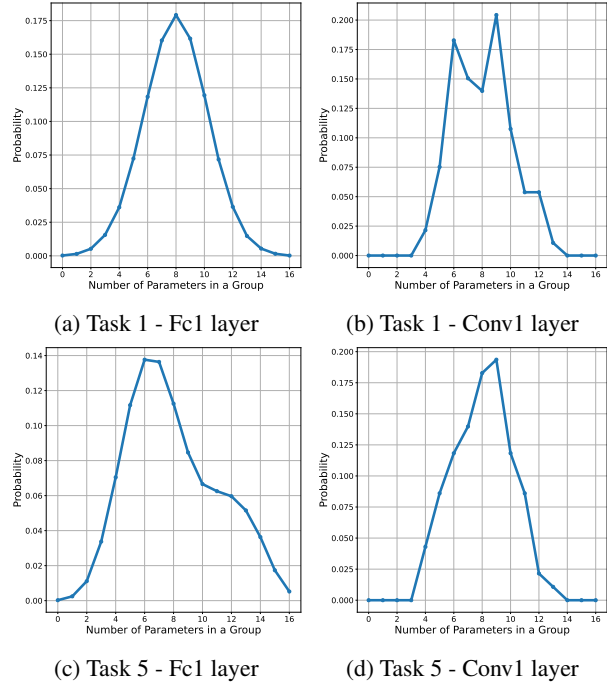 0.175
0.150
0.125
0.100
0.075
0.050
0.025
0.000
Probability
0 2 4 6 8 10 12 14 16
Number of Parameters in a Group
(a) Task 1 - Fc1 layer
0.200
0.175
0.150
0.125
0.100
0.075
0.050
0.025
0.000
Probability
0 2 4 6 8 10 12 14 16
Number of Parameters in a Group
(b) Task 1 - Conv1 layer
0.14
0.12
0.10
0.08
0.06
0.04
0.02
0.00
Probability
0 2 4 6 8 10 12 14 16
Number of Parameters in a Group
(c) Task 5 - Fc1 layer
0.200
0.175
0.150
0.125
0.100
0.075
0.050
0.025
0.000
Probability
0 2 4 6 8 10 12 14 16
Number of Parameters in a Group
(d) Task 5 - Conv1 layer